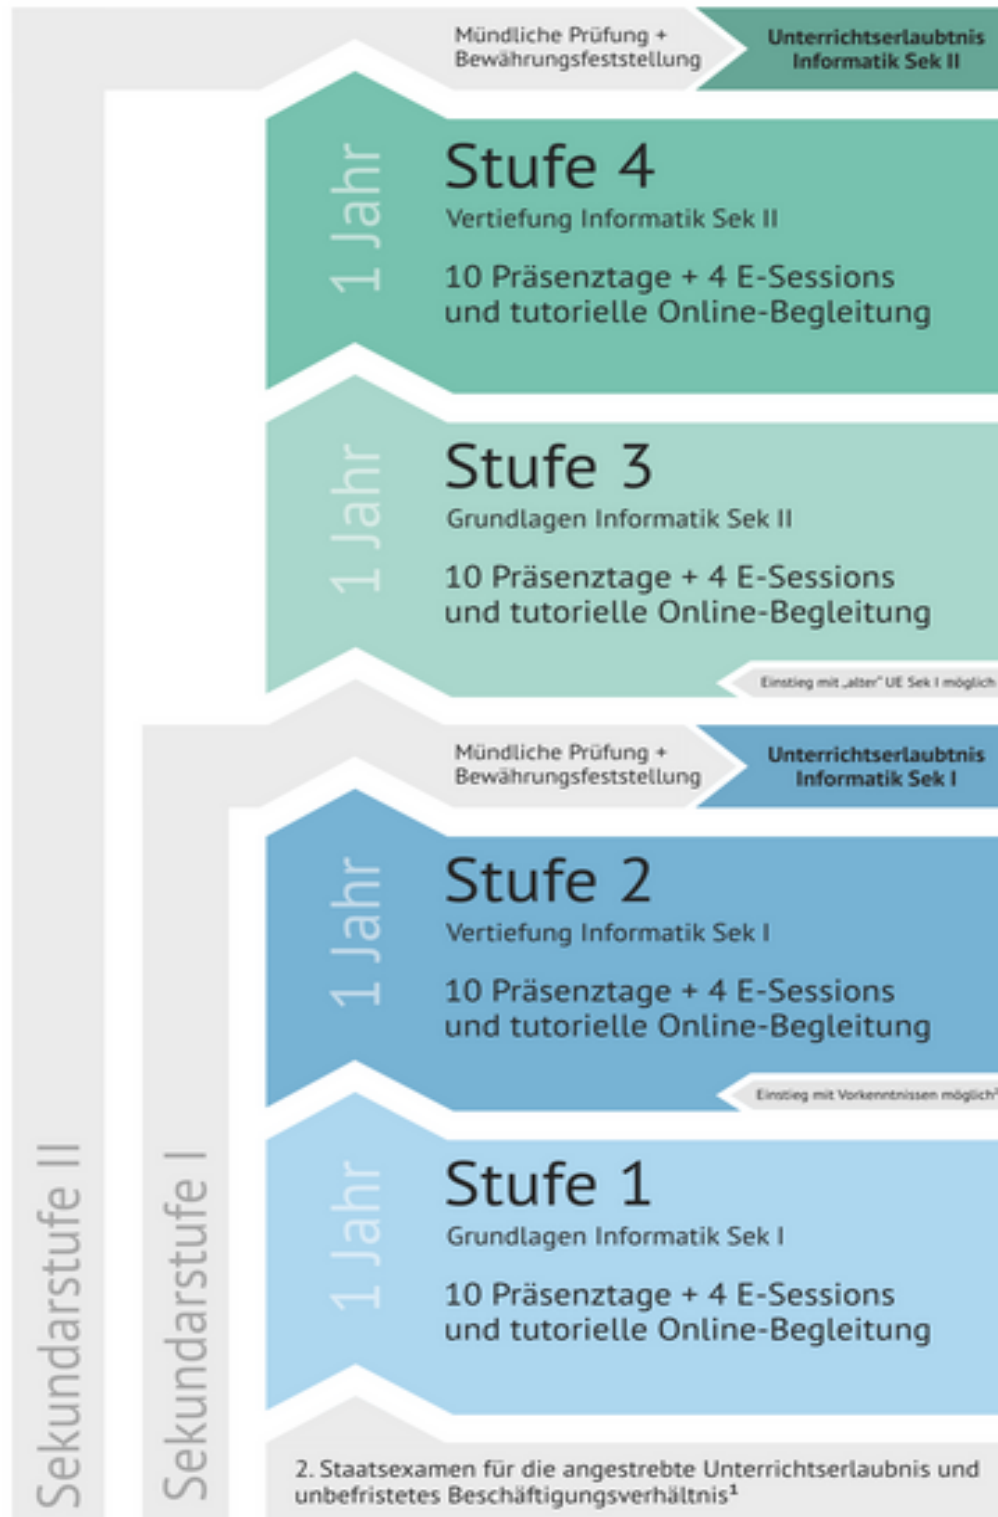 Mündliche Prüfung +
Bewährungsfeststellung
Unterrichtserlaubtnis
Informatik Sek II
1 Jahr
Stufe 4
Vertiefung Informatik Sek II
10 Präsenztage + 4 E-Sessions
und tutorielle Online-Begleitung
1 Jahr
Stufe 3
Grundlagen Informatik Sek II
10 Präsenztage + 4 E-Sessions
und tutorielle Online-Begleitung
Einstieg mit „alter“ UE Sek I möglich
Mündliche Prüfung +
Bewährungsfeststellung
Unterrichtserlaubtnis
Informatik Sek I
1 Jahr
Stufe 2
Vertiefung Informatik Sek I
10 Präsenztage + 4 E-Sessions
und tutorielle Online-Begleitung
Einstieg mit Vorkenntnissen möglich²
1 Jahr
Stufe 1
Grundlagen Informatik Sek I
10 Präsenztage + 4 E-Sessions
und tutorielle Online-Begleitung
Sekundarstufe II
Sekundarstufe I
2. Staatsexamen für die angestrebte Unterrichtserlaubnis und
unbefristetes Beschäftigungsverhältnis¹